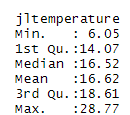 jltemperature
Min.   : 6.05
1st Qu.:14.07
Median :16.52
Mean   :16.62
3rd Qu.:18.61
Max.   :28.77